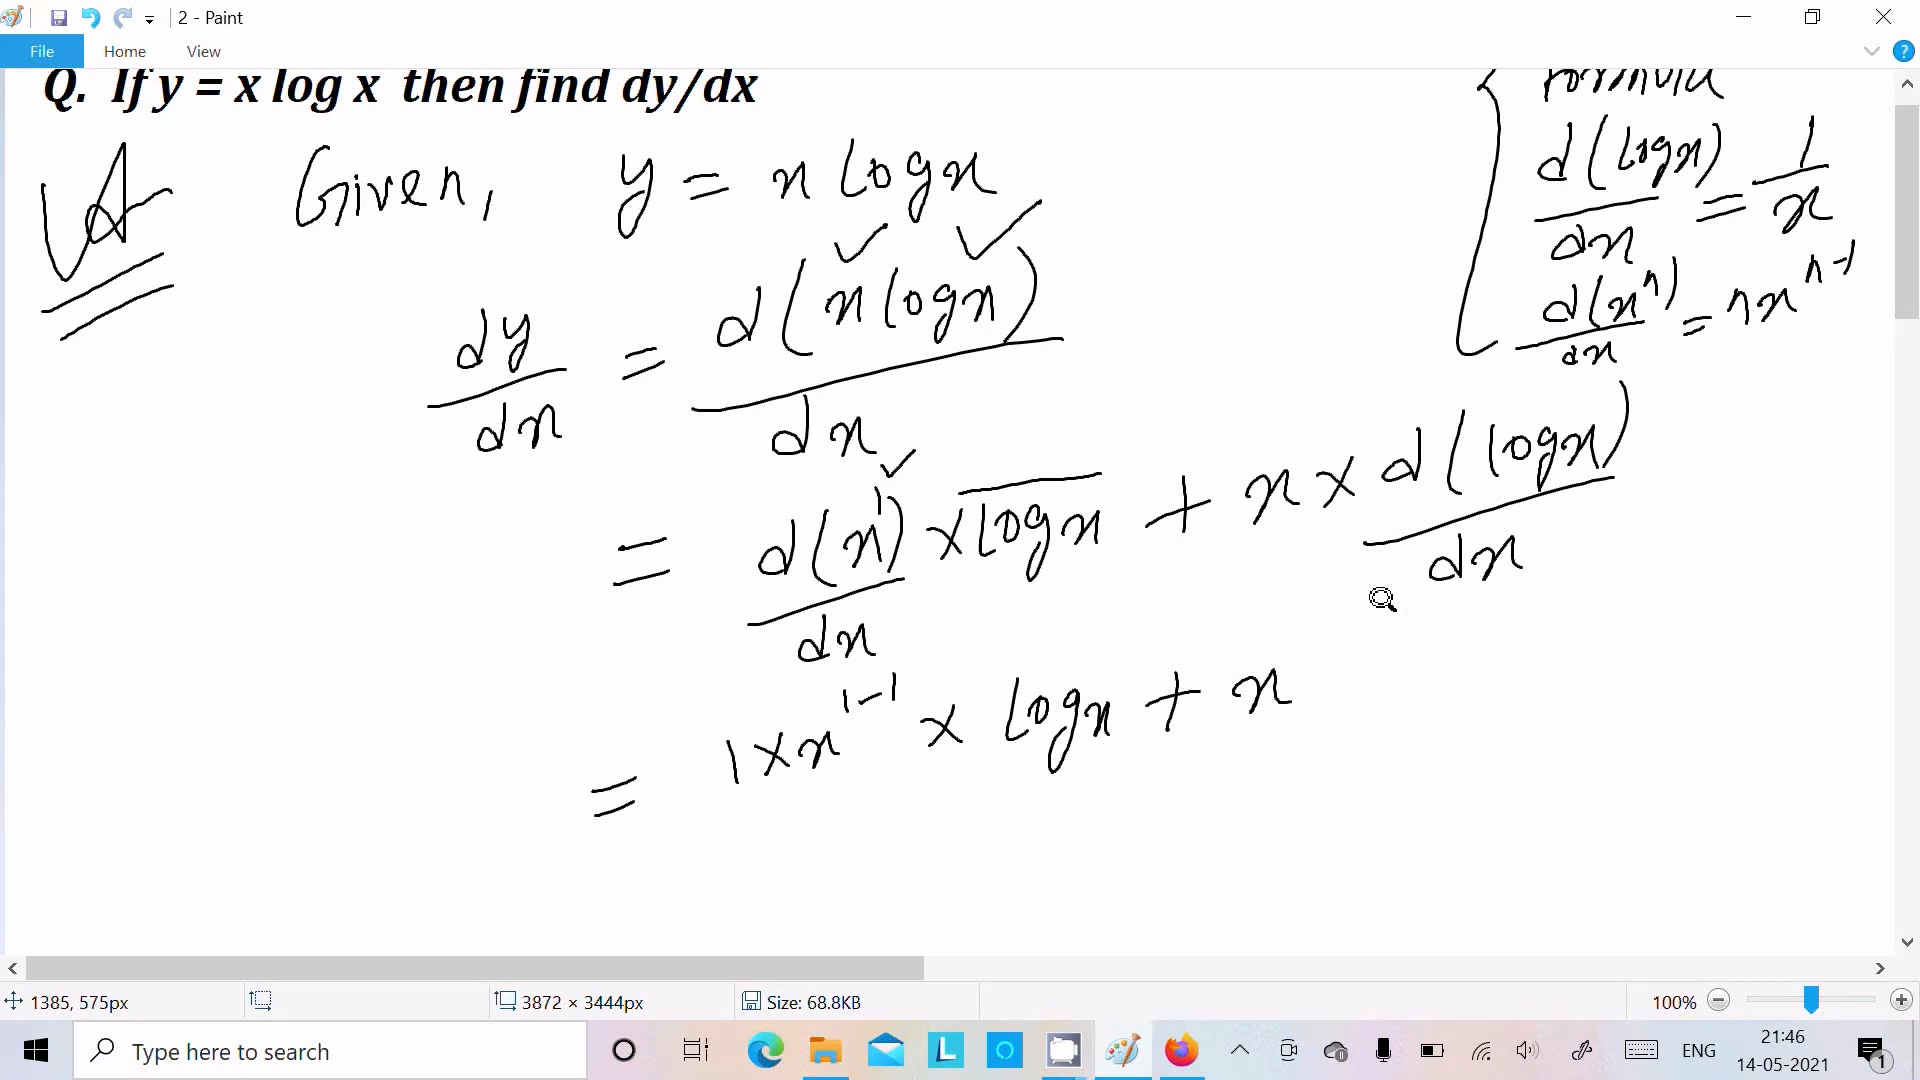 2 - Paint
File Home View
Q. If y = x log x then find dy/dx
Formula
d(logx)/dx = 1/x
d(x^n)/dx = nx^(n-1)
Given, y = x logx
dy/dx = d(x logx)/dx
= d(x^1)/dx × logx + x × d(logx)/dx
= 1 × x^(1-1) × logx + x
1385, 575px
3872 × 3444px
Size: 68.8KB
100%
Type here to search
L
ENG
21:46
14-05-2021
1